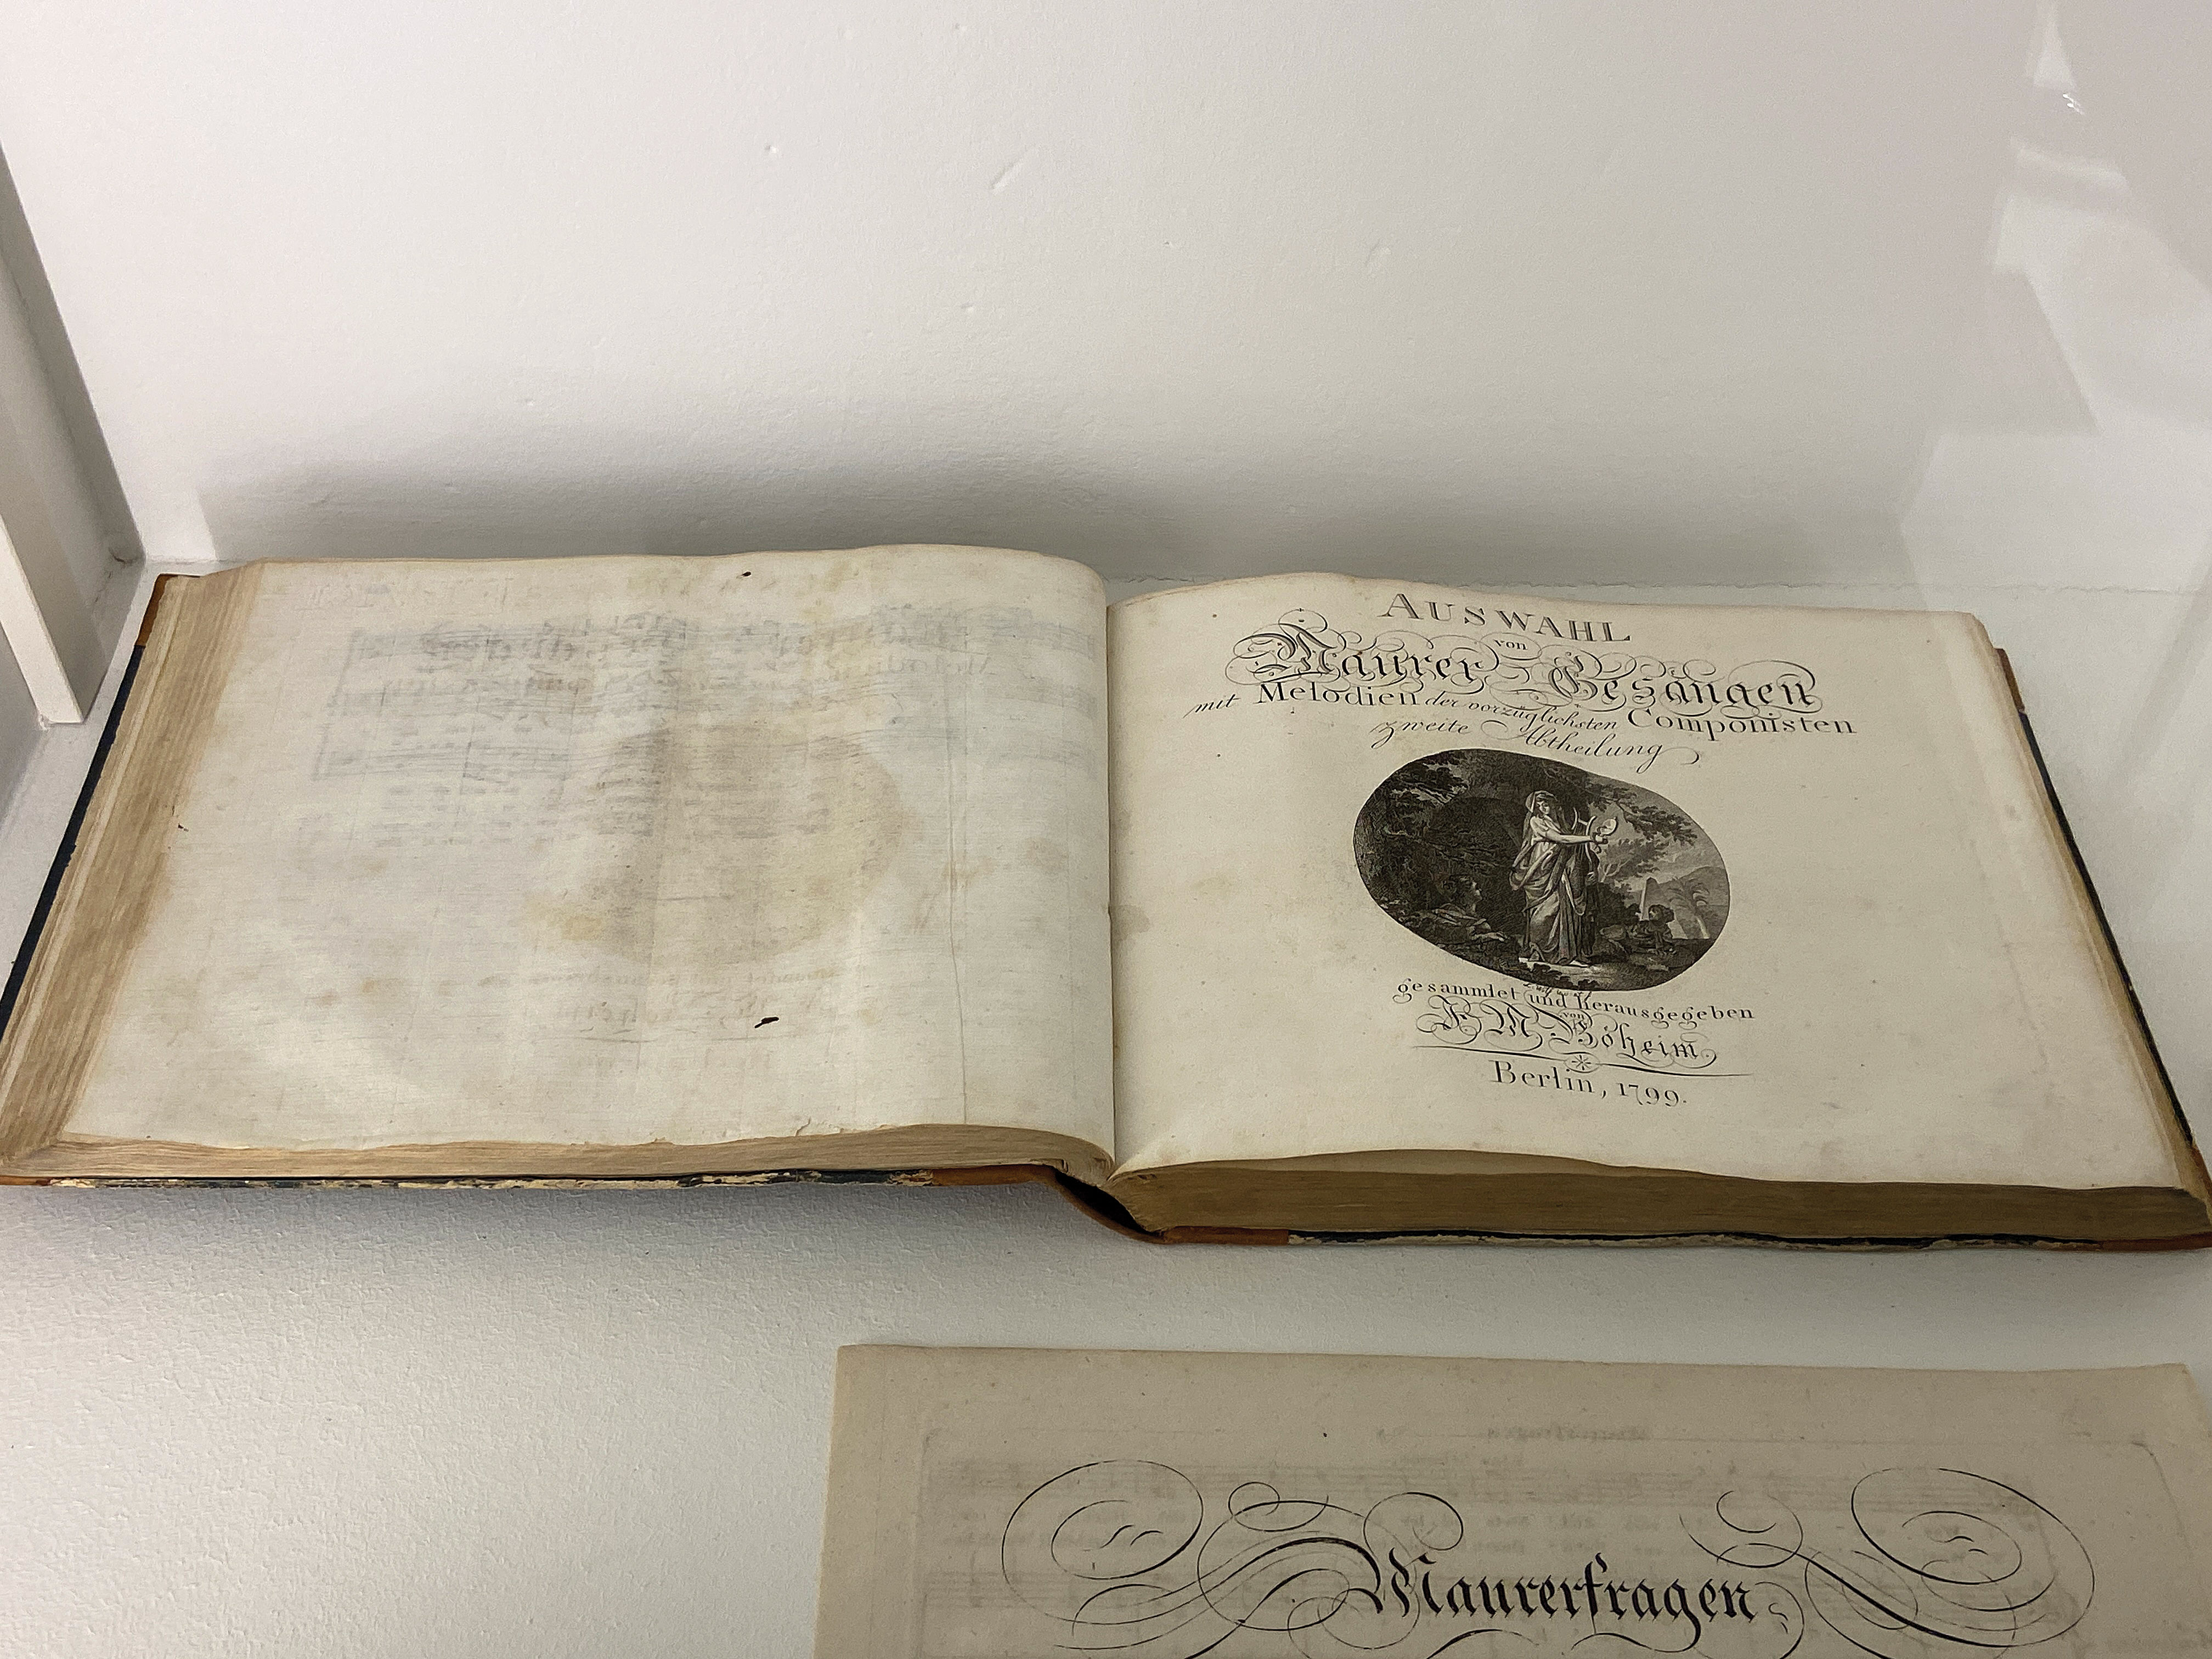 AUSWAHL
von
Maurer Gesängen
mit Melodien der vorzüglichsten Componisten
zweite Abtheilung
gesammlet und herausgegeben
von
F M Böheim
Berlin, 1799.
Maurerfragen